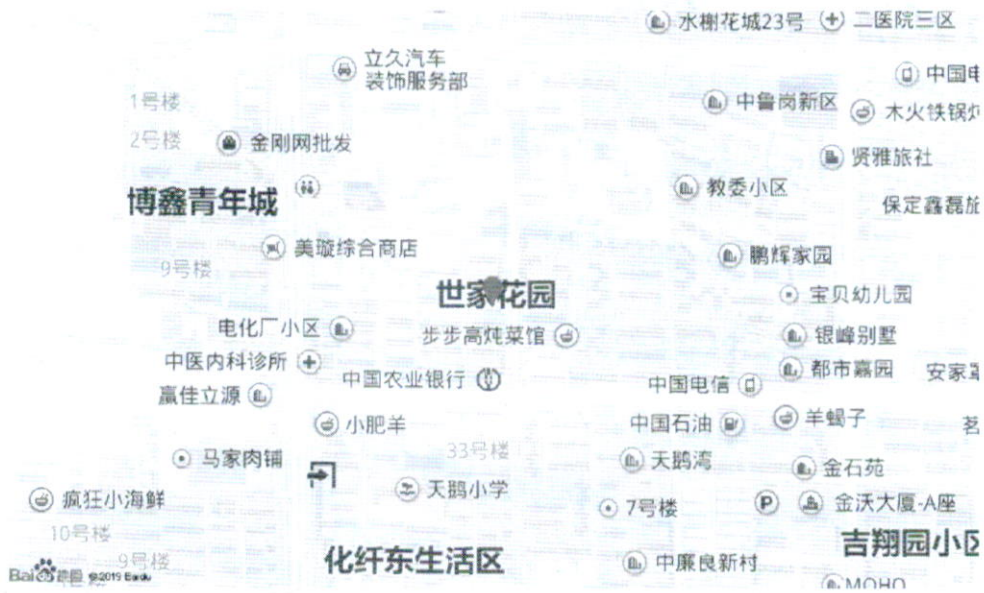 水榭花城23号
二医院三区
立久汽车
装饰服务部
中国电
1号楼
中鲁岗新区
木火铁锅炖
2号楼
金刚网批发
贤雅旅社
教委小区
博鑫青年城
保定鑫磊旅
美璇综合商店
鹏辉家园
9号楼
世家花园
宝贝幼儿园
电化厂小区
步步高炖菜馆
银峰别墅
中医内科诊所
都市嘉园
中国农业银行
中国电信
安家
赢佳立源
小肥羊
中国石油
羊蝎子
茗
33号楼
马家肉铺
天鹅湾
金石苑
疯狂小海鲜
天鹅小学
7号楼
P
金沃大厦-A座
10号楼
吉翔园小区
化纤东生活区
9号楼
中廉良新村
Bai地图 @2019 Baidu
MOHO